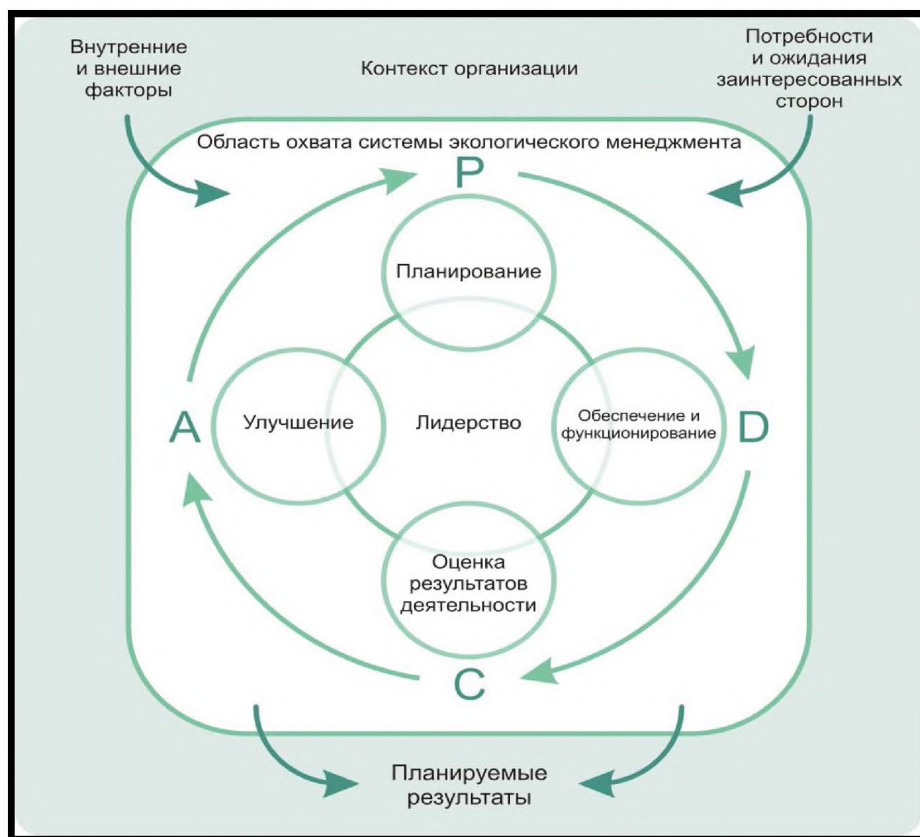 Внутренние
и внешние
факторы
Контекст организации
Потребности
и ожидания
заинтересованных
сторон
Область охвата системы экологического менеджмента
P
Планирование
A
Улучшение
Лидерство
Обеспечение и
функционирование
D
Оценка
результатов
деятельности
C
Планируемые
результаты